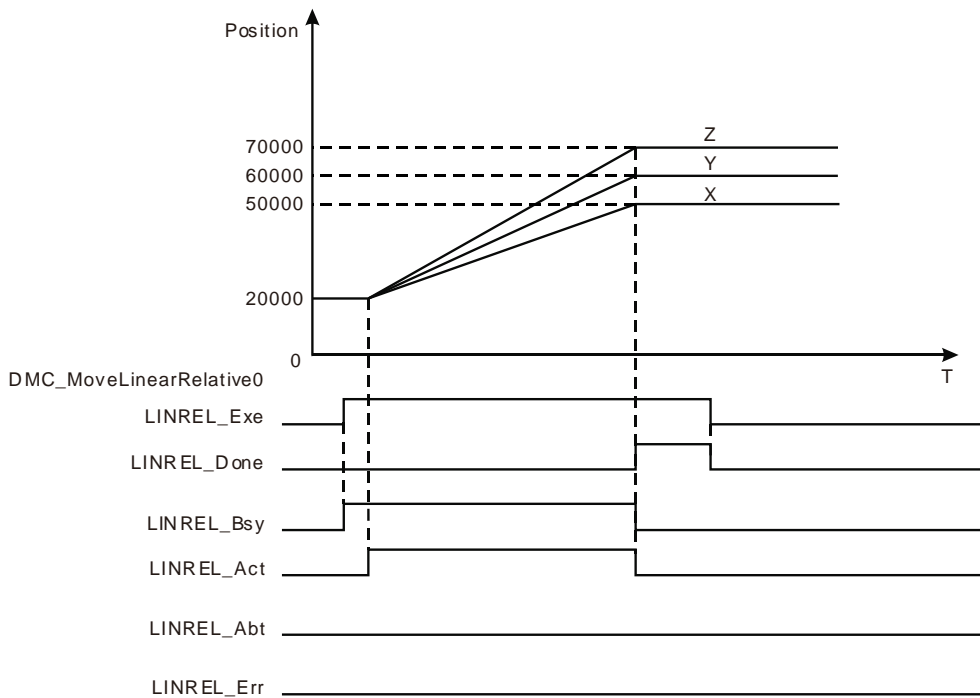 Position
70000
60000
50000
20000
0
Z
Y
X
T
DMC_MoveLinearRelative0
LINREL_Exe
LINREL_Done
LINREL_Bsy
LINREL_Act
LINREL_Abt
LINREL_Err